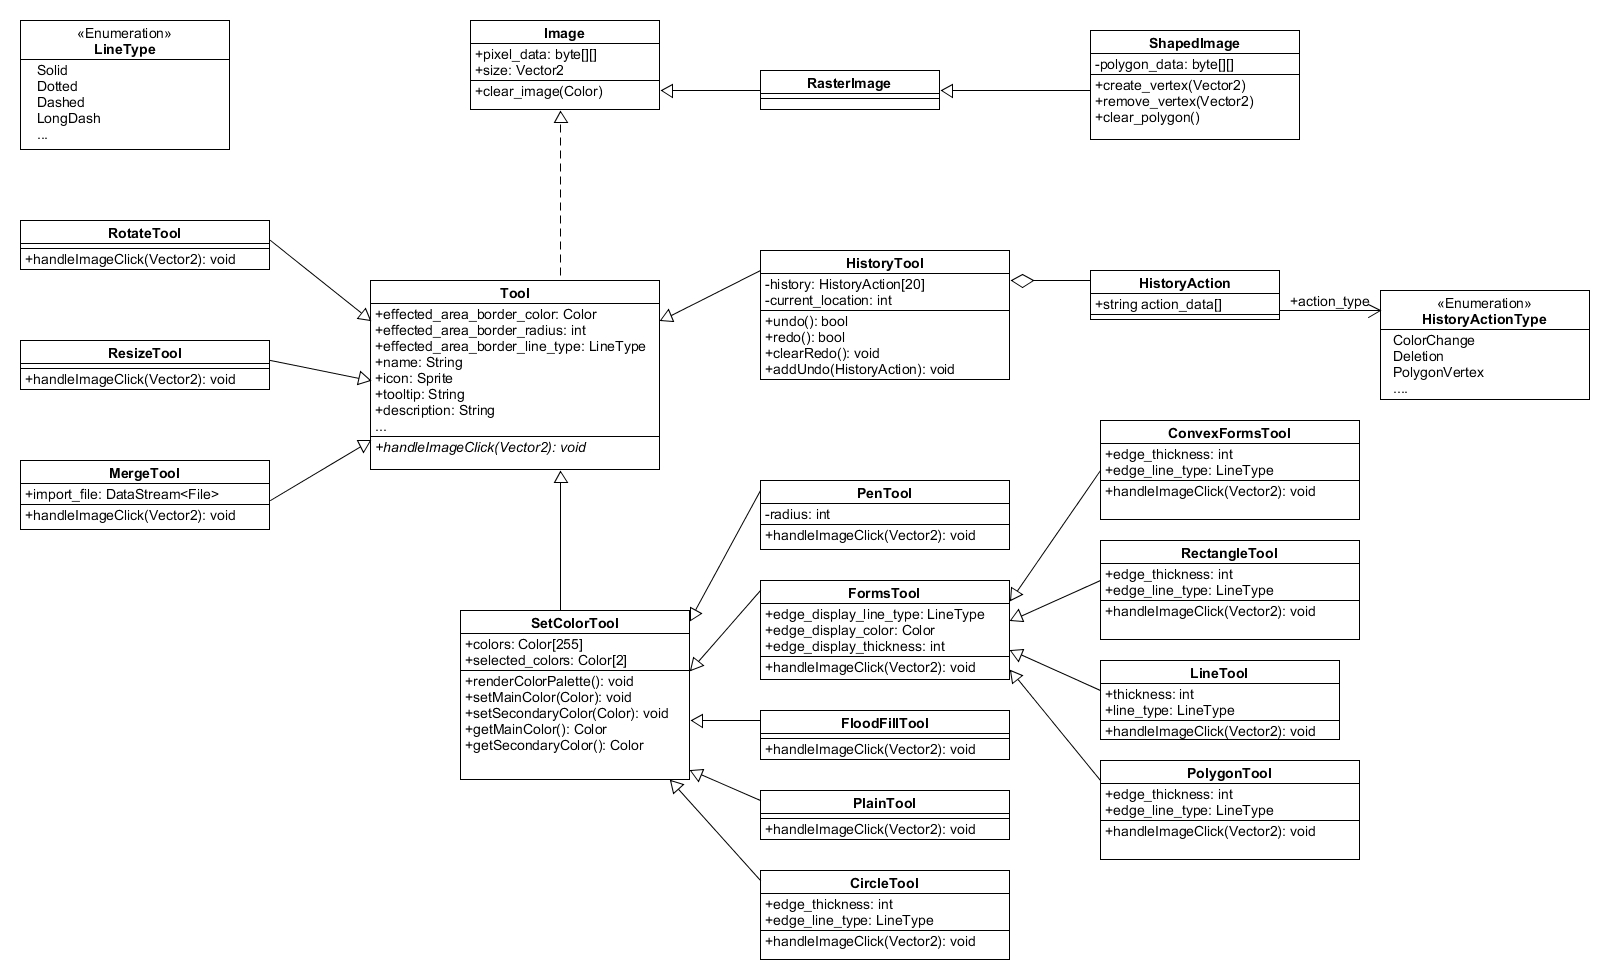 «Enumeration»
LineType
Solid
Dotted
Dashed
LongDash
...
Image
+pixel_data: byte[][]
+size: Vector2
+clear_image(Color)
RasterImage
ShapedImage
-polygon_data: byte[][]
+create_vertex(Vector2)
+remove_vertex(Vector2)
+clear_polygon()
RotateTool
+handleImageClick(Vector2): void
ResizeTool
+handleImageClick(Vector2): void
MergeTool
+import_file: DataStream<File>
+handleImageClick(Vector2): void
Tool
+effected_area_border_color: Color
+effected_area_border_radius: int
+effected_area_border_line_type: LineType
+name: String
+icon: Sprite
+tooltip: String
+description: String
...
+handleImageClick(Vector2): void
HistoryTool
-history: HistoryAction[20]
-current_location: int
+undo(): bool
+redo(): bool
+clearRedo(): void
+addUndo(HistoryAction): void
HistoryAction
+string action_data[]
+action_type
«Enumeration»
HistoryActionType
ColorChange
Deletion
PolygonVertex
....
SetColorTool
+colors: Color[255]
+selected_colors: Color[2]
+renderColorPalette(): void
+setMainColor(Color): void
+setSecondaryColor(Color): void
+getMainColor(): Color
+getSecondaryColor(): Color
PenTool
-radius: int
+handleImageClick(Vector2): void
FormsTool
+edge_display_line_type: LineType
+edge_display_color: Color
+edge_display_thickness: int
+handleImageClick(Vector2): void
FloodFillTool
+handleImageClick(Vector2): void
PlainTool
+handleImageClick(Vector2): void
CircleTool
+edge_thickness: int
+edge_line_type: LineType
+handleImageClick(Vector2): void
ConvexFormsTool
+edge_thickness: int
+edge_line_type: LineType
+handleImageClick(Vector2): void
RectangleTool
+edge_thickness: int
+edge_line_type: LineType
+handleImageClick(Vector2): void
LineTool
+thickness: int
+line_type: LineType
+handleImageClick(Vector2): void
PolygonTool
+edge_thickness: int
+edge_line_type: LineType
+handleImageClick(Vector2): void